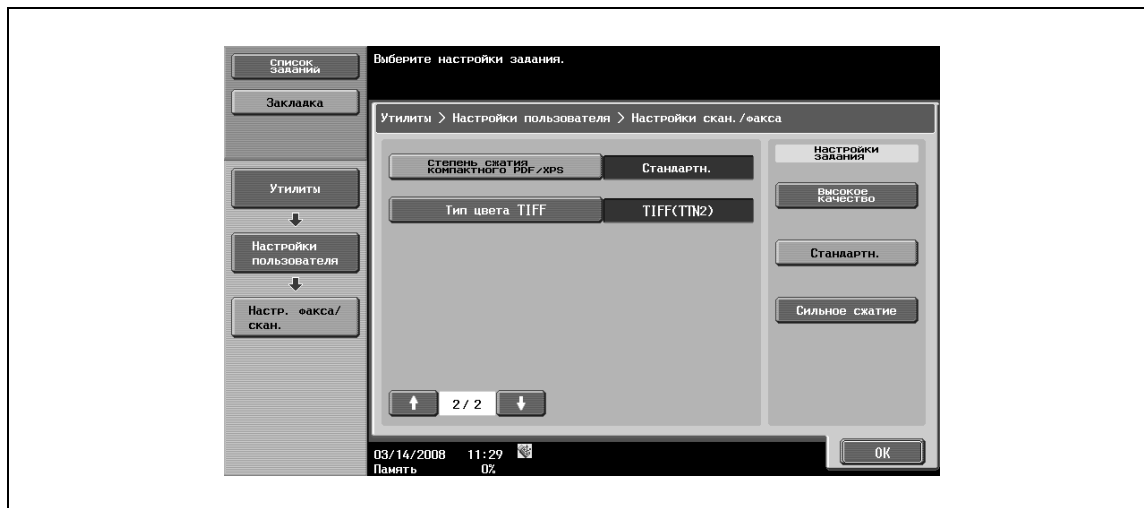 Список
заданий
Выберите настройки задания.
Закладка
Утилиты > Настройки пользователя > Настройки скан./факса
Степень сжатия
компактного PDF/XPS
Стандартн.
Настройки
задания
Высокое
качество
Утилиты
Тип цвета TIFF
TIFF(TTN2)
Настройки
пользователя
Стандартн.
Настр. факса/
скан.
Сильное сжатие
2/ 2
03/14/2008 11:29
Память 0%
OK